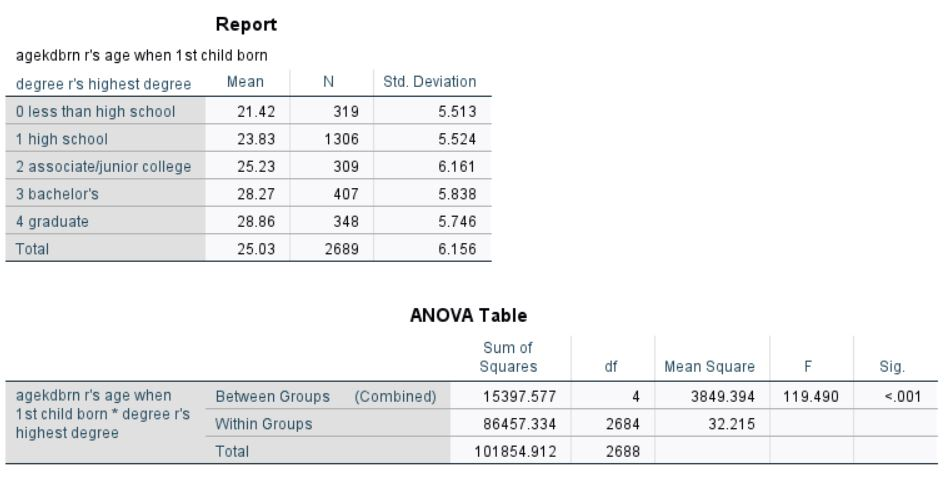 Report
agekdbrn r's age when 1st child born
degree r's highest degree Mean N Std. Deviation
0 less than high school 21.42 319 5.513
1 high school 23.83 1306 5.524
2 associate/junior college 25.23 309 6.161
3 bachelor's 28.27 407 5.838
4 graduate 28.86 348 5.746
Total 25.03 2689 6.156
ANOVA Table
Sum of
Squares df Mean Square F Sig.
agekdbrn r's age when Between Groups (Combined) 15397.577 4 3849.394 119.490 <.001
1st child born * degree r's Within Groups 86457.334 2684 32.215
highest degree
Total 101854.912 2688